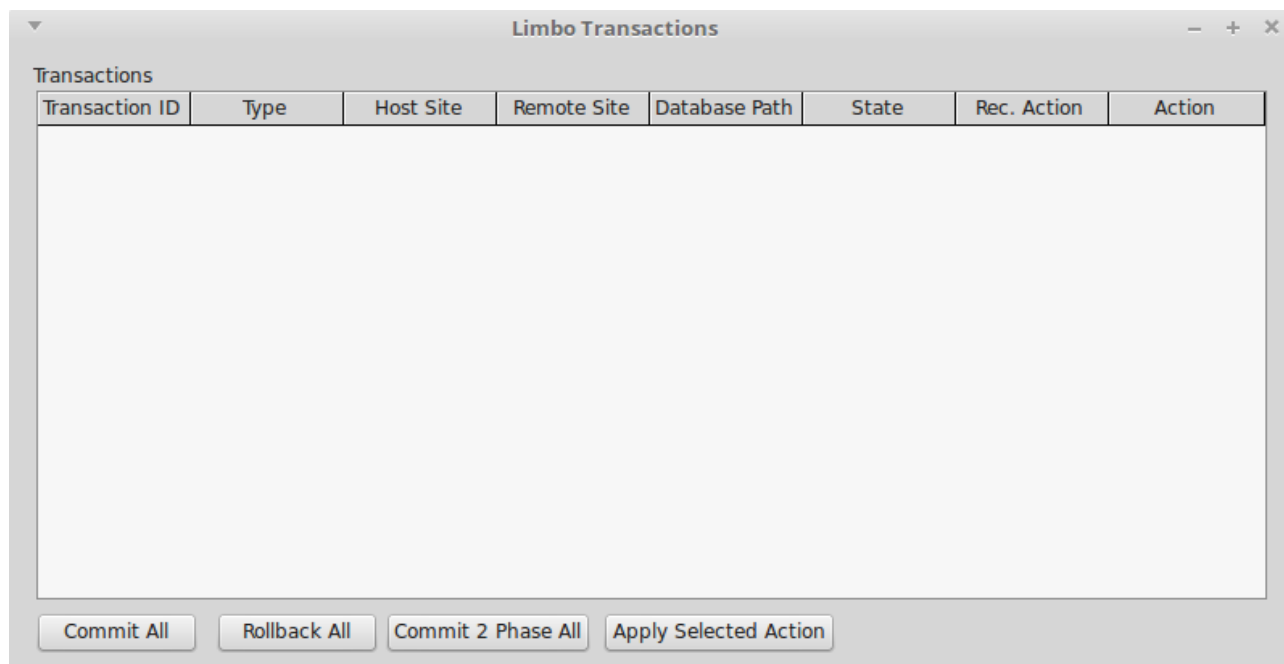 Limbo Transactions
Transactions
Transaction ID Type Host Site Remote Site Database Path State Rec. Action Action
Commit All Rollback All Commit 2 Phase All Apply Selected Action